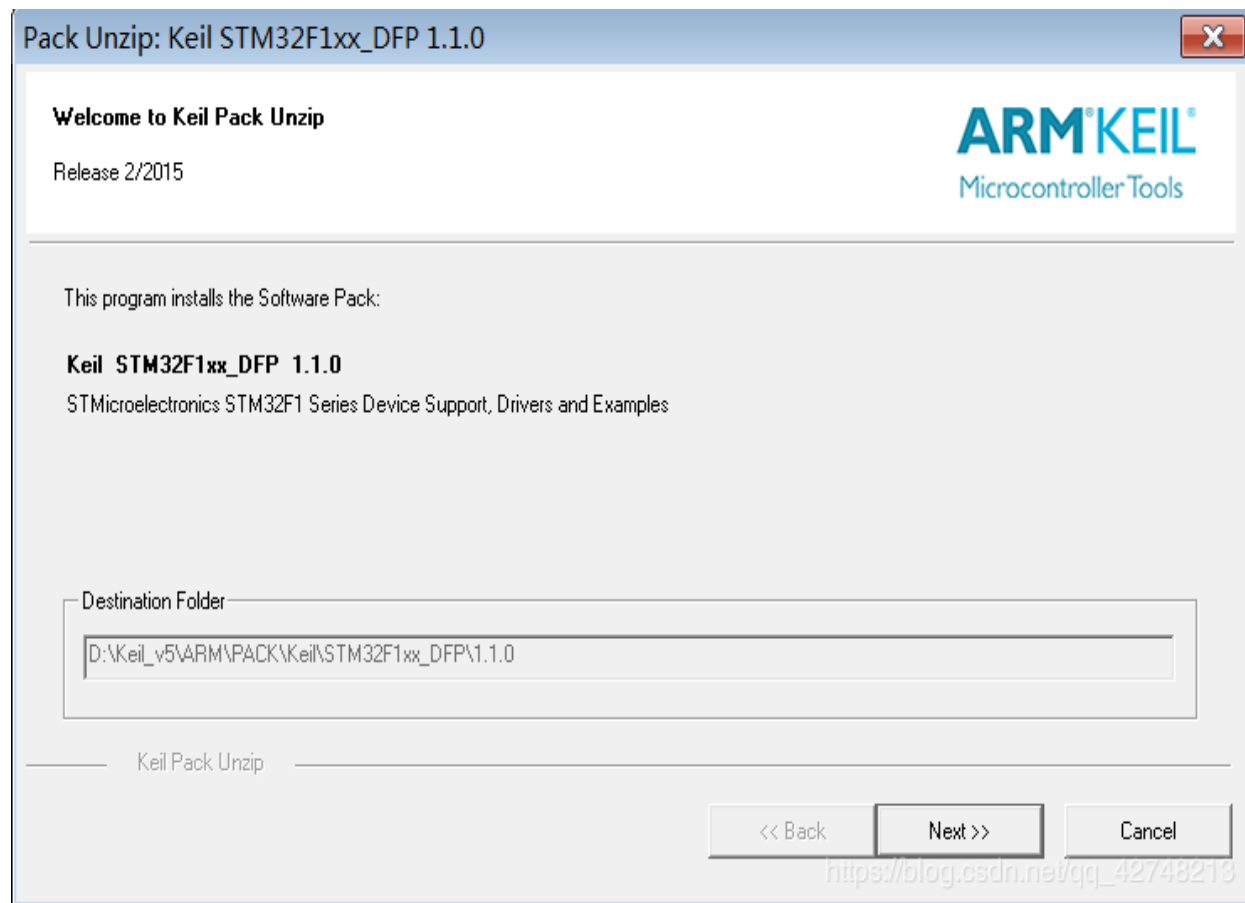 Pack Unzip: Keil STM32F1xx_DFP 1.1.0
Welcome to Keil Pack Unzip
Release 2/2015
ARM®KEIL®
Microcontroller Tools
This program installs the Software Pack:
Keil STM32F1xx_DFP 1.1.0
STMicroelectronics STM32F1 Series Device Support, Drivers and Examples
Destination Folder
D:\Keil_v5\ARM\PACK\Keil\STM32F1xx_DFP\1.1.0
Keil Pack Unzip
<< Back Next >> Cancel
https://blog.csdn.net/qq_42748213